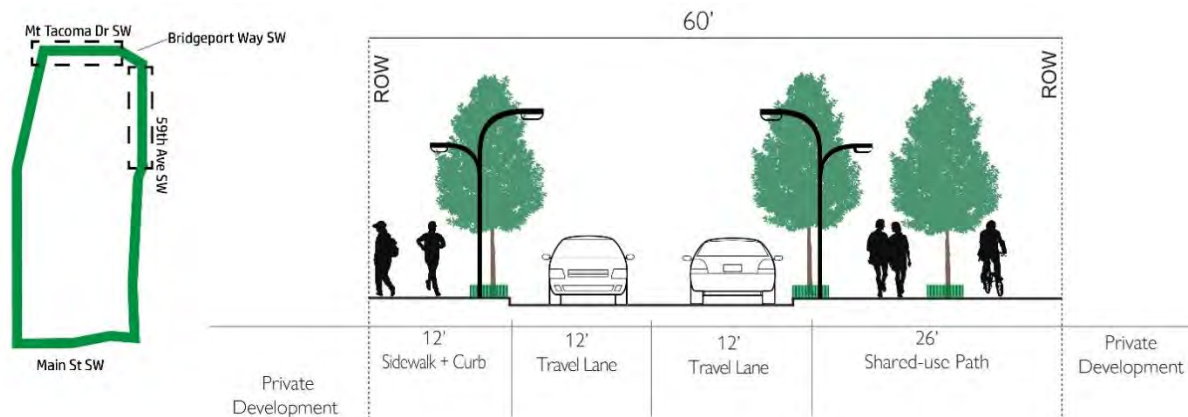 Mt Tacoma Dr SW
Bridgeport Way SW
59th Ave SW
Main St SW
60’
ROW
ROW
12’
Sidewalk + Curb
12’
Travel Lane
12’
Travel Lane
26’
Shared-use Path
Private
Development
Private
Development